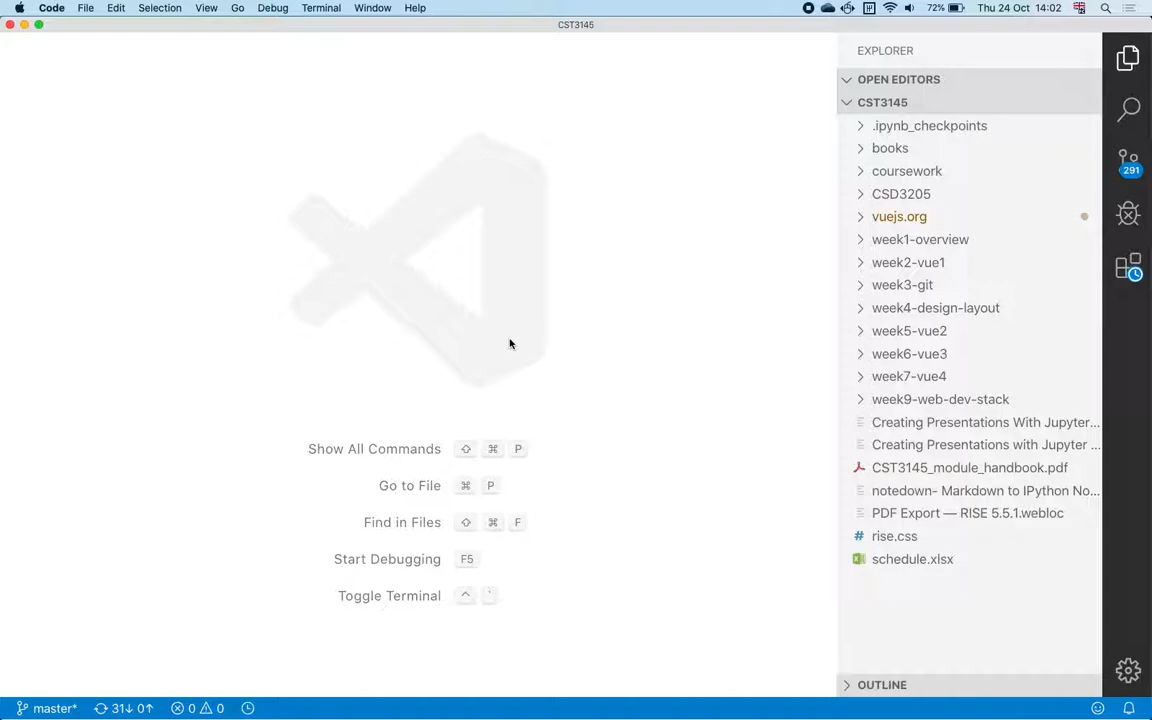 Code File Edit Selection View Go Debug Terminal Window Help 72% Thu 24 Oct 14:02
CST3145
EXPLORER
OPEN EDITORS
CST3145
.ipynb_checkpoints
books
coursework
CSD3205
vuejs.org
week1-overview
week2-vue1
week3-git
week4-design-layout
week5-vue2
week6-vue3
week7-vue4
week9-web-dev-stack
Creating Presentations With Jupyter...
Creating Presentations with Jupyter ...
CST3145_module_handbook.pdf
notedown- Markdown to IPython No...
PDF Export — RISE 5.5.1.webloc
# rise.css
schedule.xlsx
291
Show All Commands ⇧ ⌘ P
Go to File ⌘ P
Find in Files ⇧ ⌘ F
Start Debugging F5
Toggle Terminal ^ `
OUTLINE
master* 31↓ 0↑ 0 0